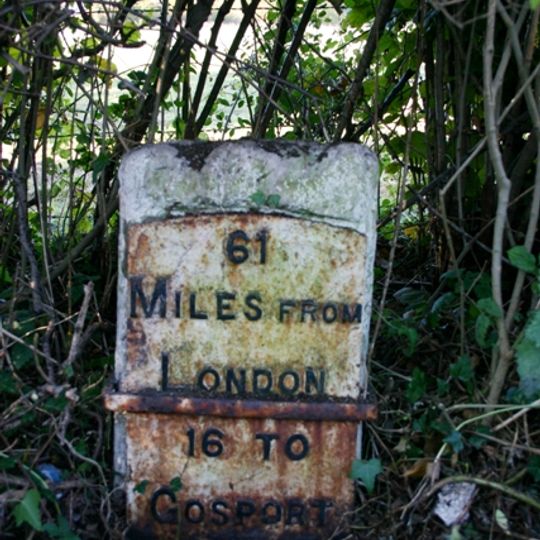 61
MILES FROM
LONDON
16 TO
GOSPORT